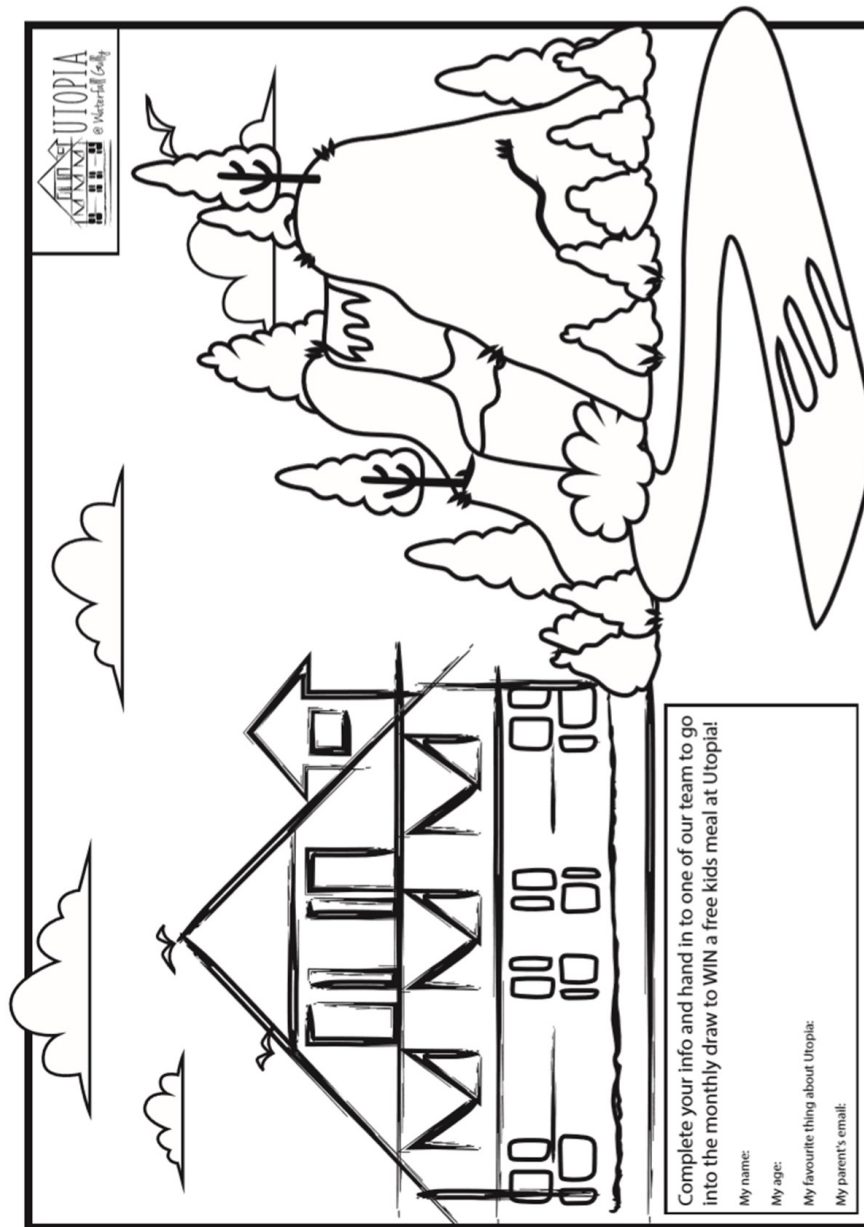 UTOPIA
@ Waterfall Gully
Complete your info and hand in to one of our team to go
into the monthly draw to WIN a free kids meal at Utopia!
My name:
My age:
My favourite thing about Utopia:
My parent's email: